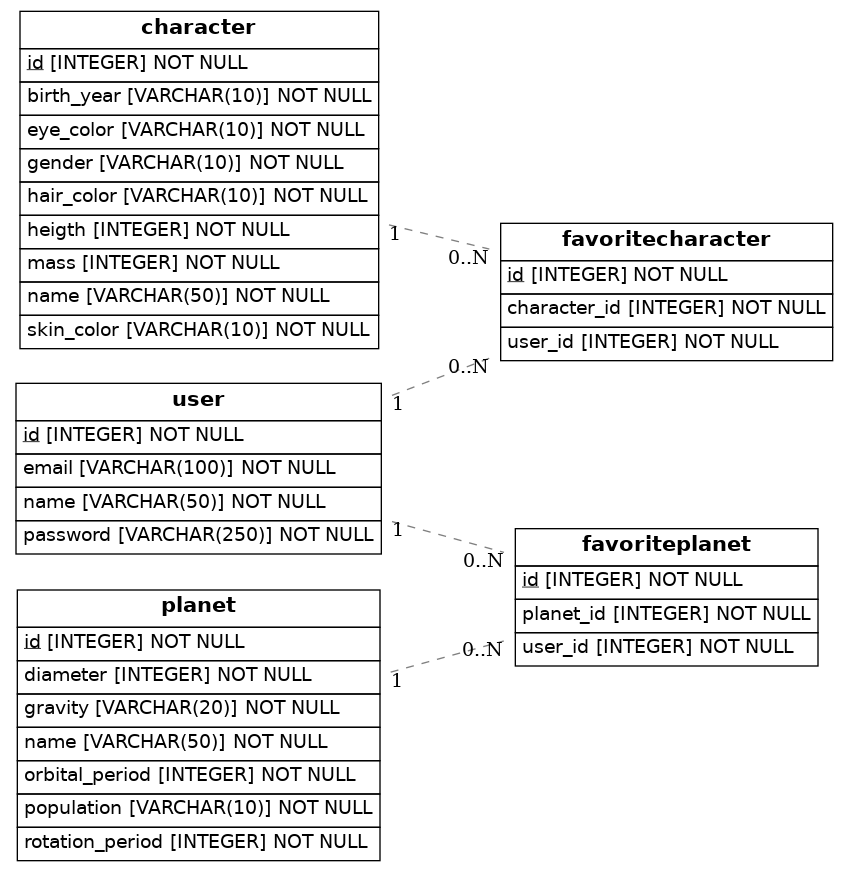 character
id [INTEGER] NOT NULL
birth_year [VARCHAR(10)] NOT NULL
eye_color [VARCHAR(10)] NOT NULL
gender [VARCHAR(10)] NOT NULL
hair_color [VARCHAR(10)] NOT NULL
heigth [INTEGER] NOT NULL
mass [INTEGER] NOT NULL
name [VARCHAR(50)] NOT NULL
skin_color [VARCHAR(10)] NOT NULL
1
0..N
favoritecharacter
id [INTEGER] NOT NULL
character_id [INTEGER] NOT NULL
user_id [INTEGER] NOT NULL
0..N
1
user
id [INTEGER] NOT NULL
email [VARCHAR(100)] NOT NULL
name [VARCHAR(50)] NOT NULL
password [VARCHAR(250)] NOT NULL
1
0..N
favoriteplanet
id [INTEGER] NOT NULL
planet_id [INTEGER] NOT NULL
user_id [INTEGER] NOT NULL
0..N
1
planet
id [INTEGER] NOT NULL
diameter [INTEGER] NOT NULL
gravity [VARCHAR(20)] NOT NULL
name [VARCHAR(50)] NOT NULL
orbital_period [INTEGER] NOT NULL
population [VARCHAR(10)] NOT NULL
rotation_period [INTEGER] NOT NULL